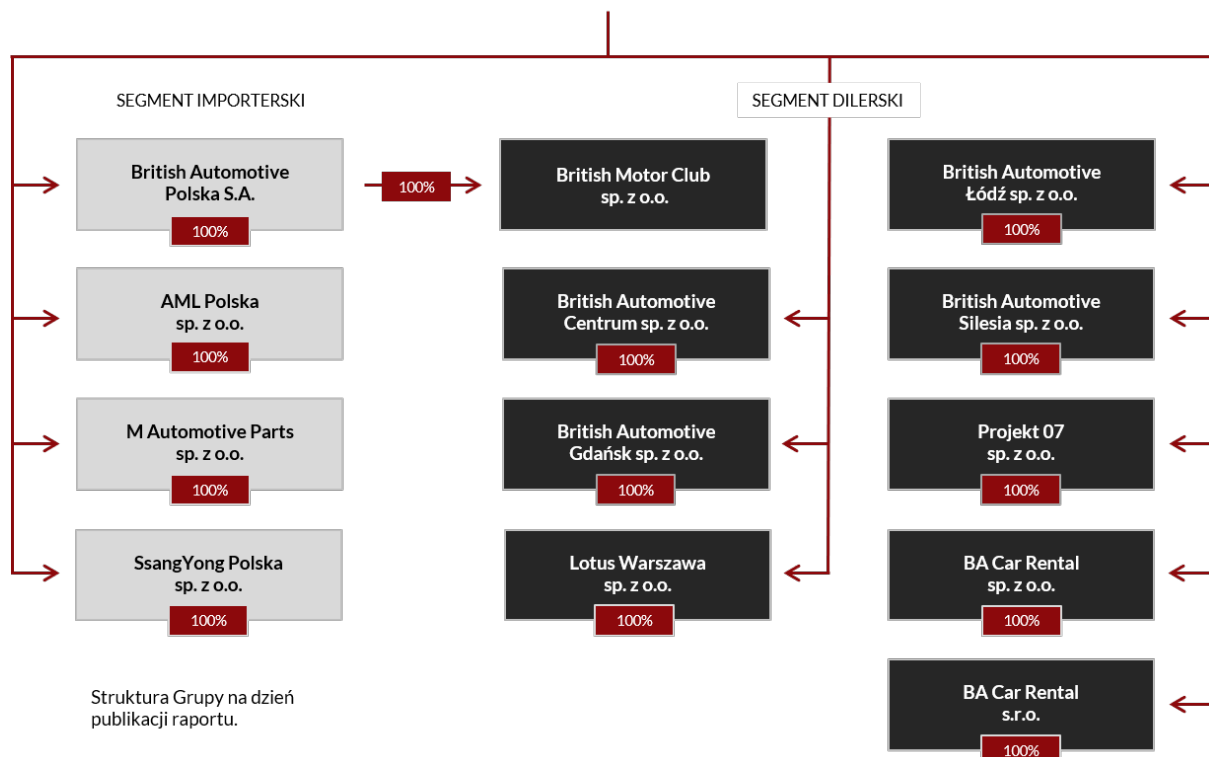 SEGMENT IMPORTERSKI
SEGMENT DILERSKI
British Automotive
Polska S.A.
100%
100%
British Motor Club
sp. z o.o.
British Automotive
Łódź sp. z o.o.
100%
AML Polska
sp. z o.o.
100%
British Automotive
Centrum sp. z o.o.
100%
British Automotive
Silesia sp. z o.o.
100%
M Automotive Parts
sp. z o.o.
100%
British Automotive
Gdańsk sp. z o.o.
100%
Projekt 07
sp. z o.o.
100%
SsangYong Polska
sp. z o.o.
100%
Lotus Warszawa
sp. z o.o.
100%
BA Car Rental
sp. z o.o.
100%
Struktura Grupy na dzień
publikacji raportu.
BA Car Rental
s.r.o.
100%